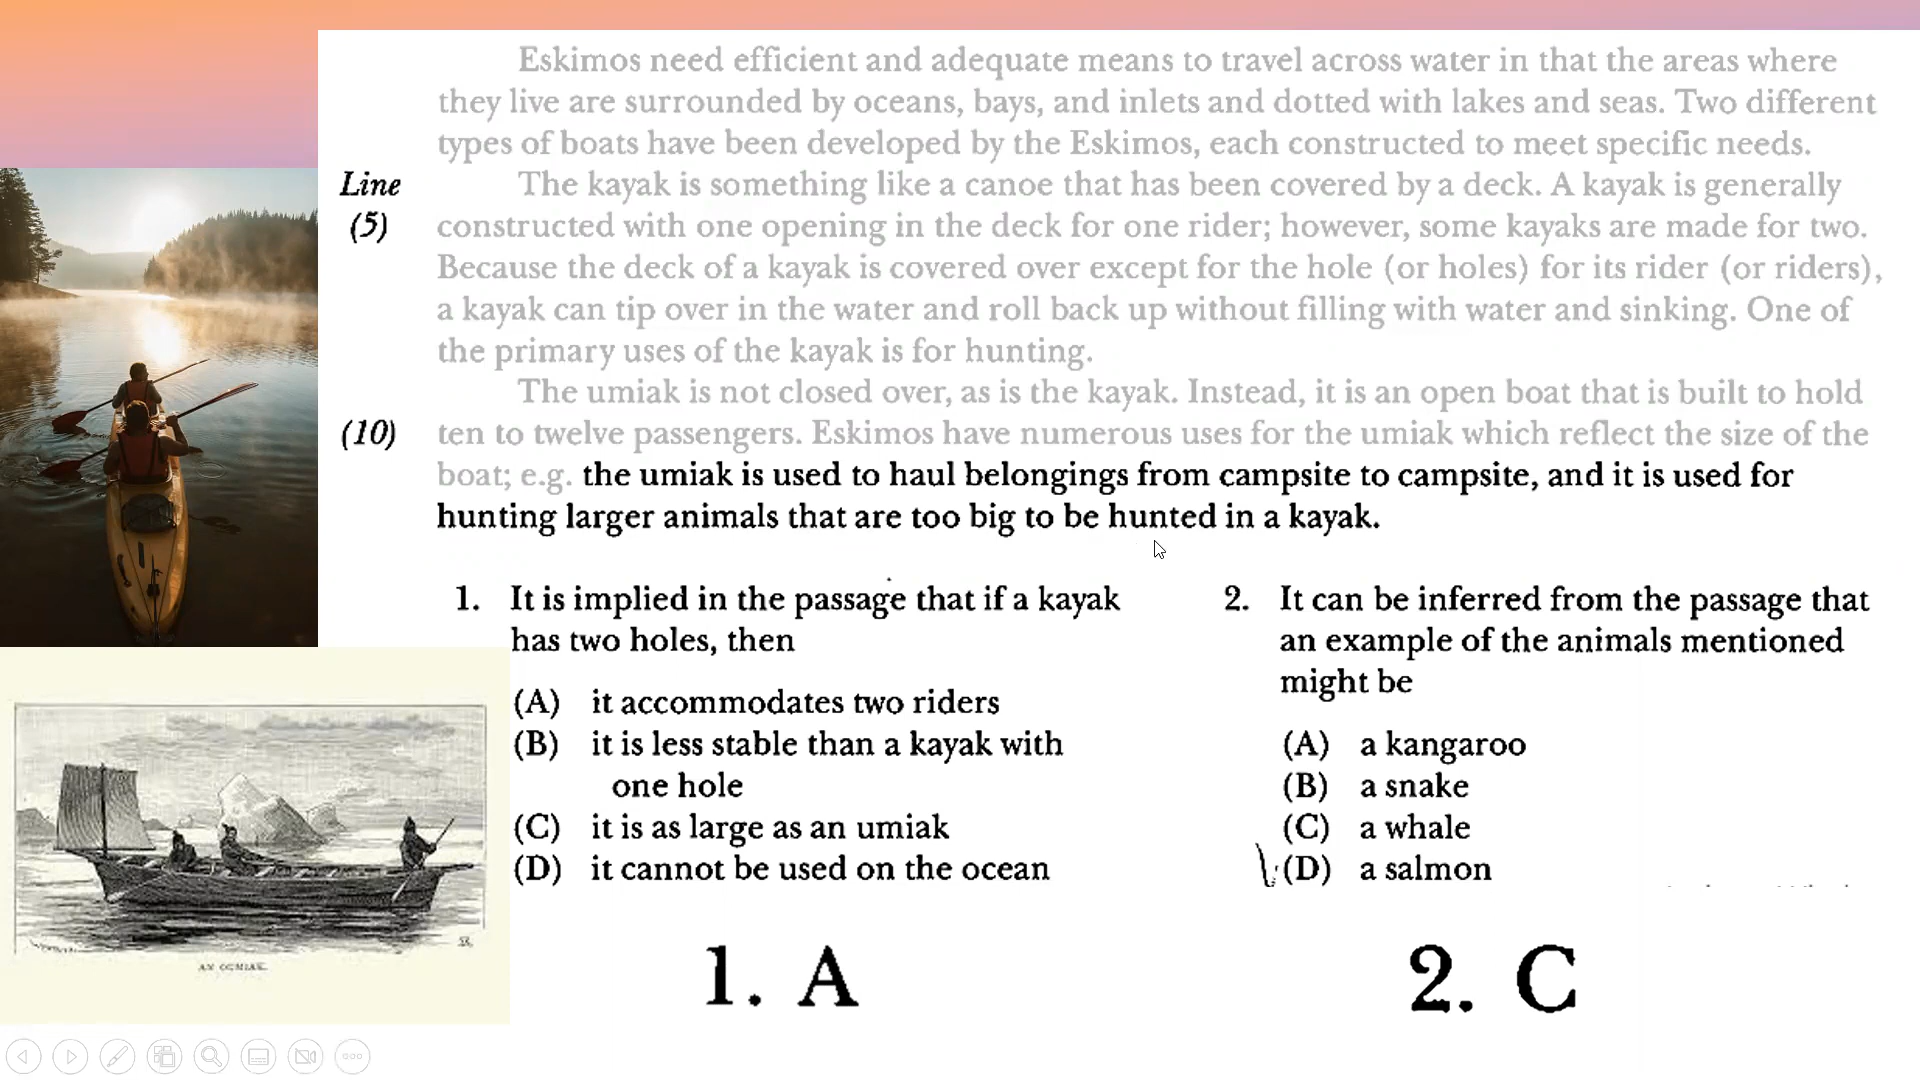 Eskimos need efficient and adequate means to travel across water in that the areas where
they live are surrounded by oceans, bays, and inlets and dotted with lakes and seas. Two different
types of boats have been developed by the Eskimos, each constructed to meet specific needs.
Line The kayak is something like a canoe that has been covered by a deck. A kayak is generally
(5) constructed with one opening in the deck for one rider; however, some kayaks are made for two.
Because the deck of a kayak is covered over except for the hole (or holes) for its rider (or riders),
a kayak can tip over in the water and roll back up without filling with water and sinking. One of
the primary uses of the kayak is for hunting.
The umiak is not closed over, as is the kayak. Instead, it is an open boat that is built to hold
(10) ten to twelve passengers. Eskimos have numerous uses for the umiak which reflect the size of the
boat; e.g. the umiak is used to haul belongings from campsite to campsite, and it is used for
hunting larger animals that are too big to be hunted in a kayak.
1. It is implied in the passage that if a kayak
has two holes, then
(A) it accommodates two riders
(B) it is less stable than a kayak with
one hole
(C) it is as large as an umiak
(D) it cannot be used on the ocean
2. It can be inferred from the passage that
an example of the animals mentioned
might be
(A) a kangaroo
(B) a snake
(C) a whale
(D) a salmon
AN OOMIAK.
1. A
2. C